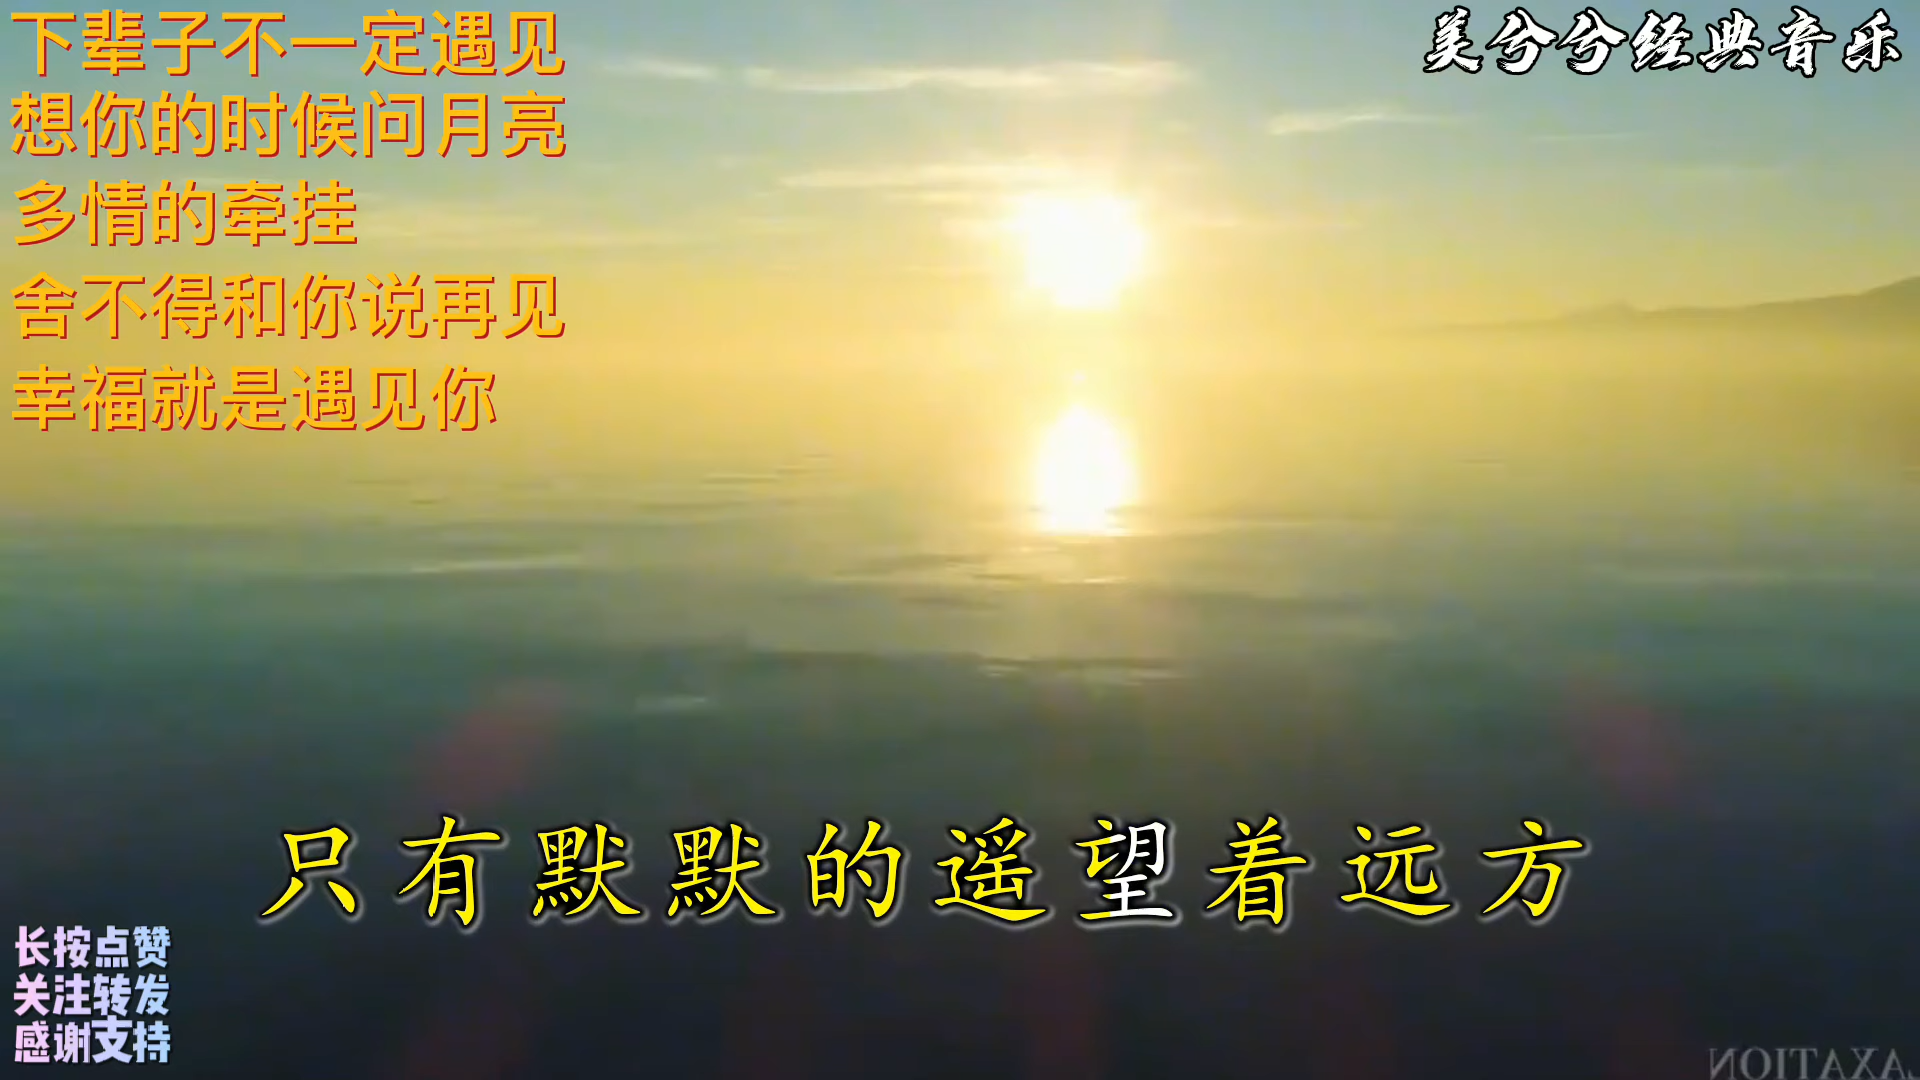 下辈子不一定遇见
想你的时候问月亮
多情的牵挂
舍不得和你说再见
幸福就是遇见你
美兮兮经典音乐
只有默默的遥望着远方
长按点赞
关注转发
感谢支持